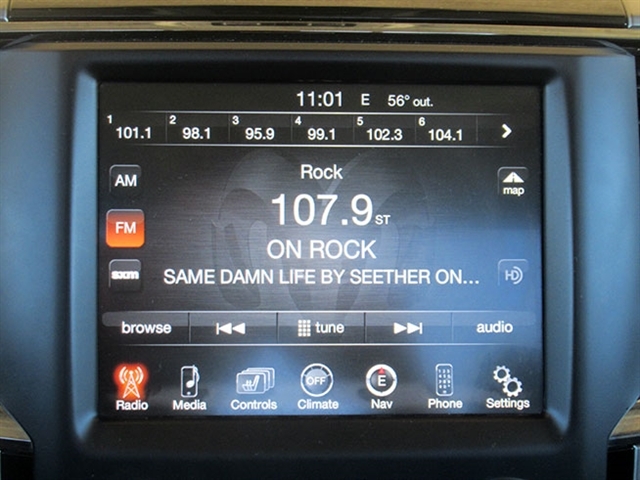 11:01 E 56° out.
1 2 3 4 5 6
101.1 98.1 95.9 99.1 102.3 104.1
Rock
AM
map
107.9 ST
FM
ON ROCK
SAME DAMN LIFE BY SEETHER ON...
sxm
HD
browse tune audio
OFF E
Radio Media Controls Climate Nav Phone Settings